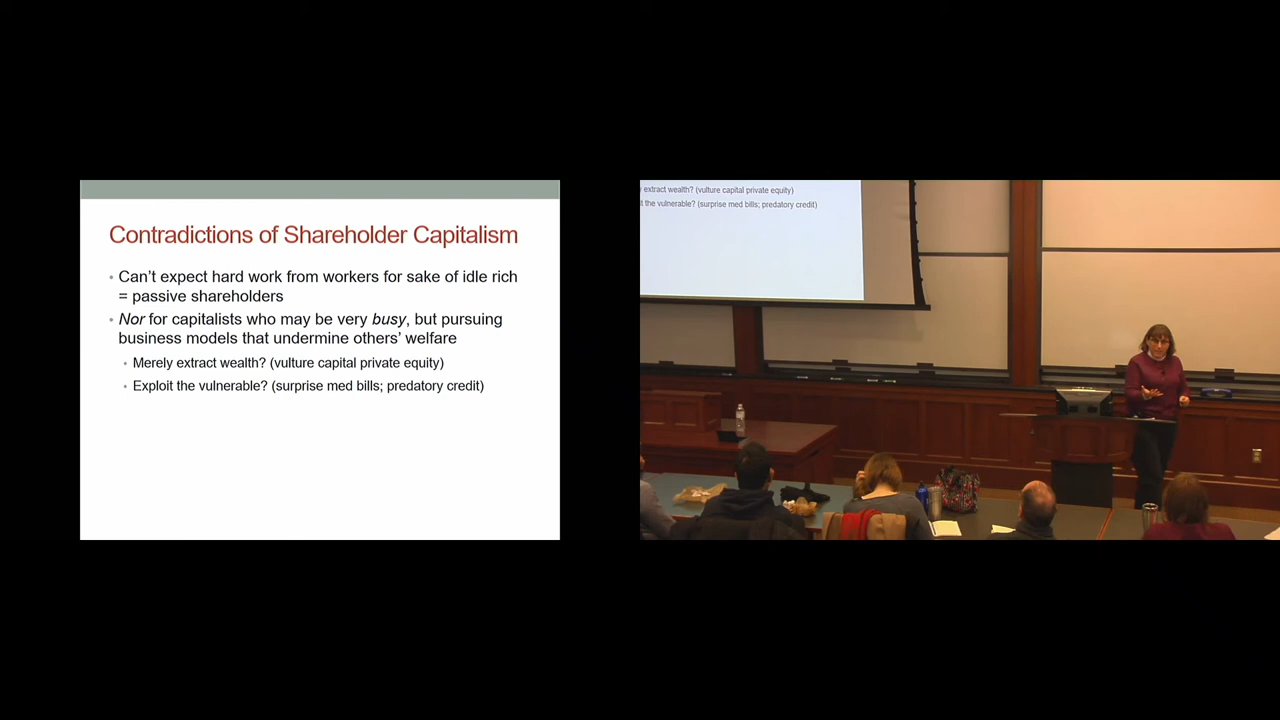 Contradictions of Shareholder Capitalism
• Can't expect hard work from workers for sake of idle rich
= passive shareholders
• Nor for capitalists who may be very busy, but pursuing
business models that undermine others' welfare
• Merely extract wealth? (vulture capital private equity)
• Exploit the vulnerable? (surprise med bills; predatory credit)
extract wealth? (vulture capital private equity)
the vulnerable? (surprise med bills; predatory credit)